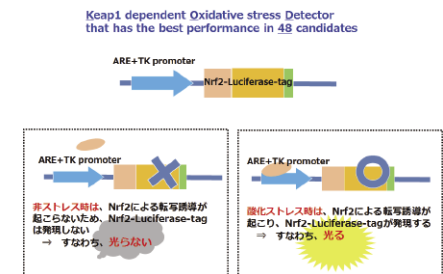 Keap1 dependent Oxidative stress Detector
that has the best performance in 48 candidates
ARE+TK promoter
Nrf2-Luciferase-tag
ARE+TK promoter
非ストレス時は、Nrf2による転写誘導が
起こらないため、Nrf2-Luciferase-tag
は発現しない
→ すなわち、光らない
ARE+TK promoter
酸化ストレス時は、Nrf2による転写誘導が
起こり、Nrf2-Luciferase-tagが発現する
⇒ すなわち、光る